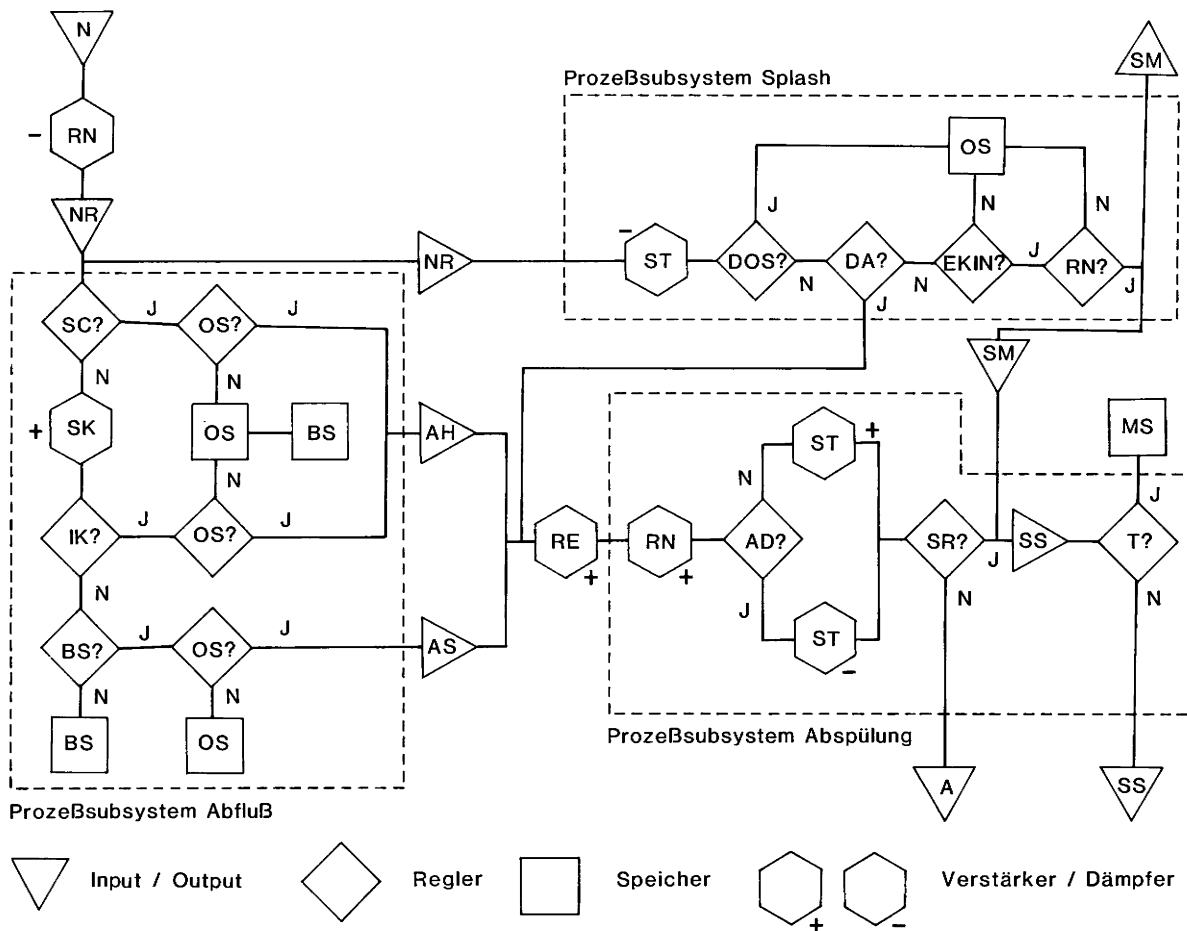 N
SM
Prozeßsubsystem Splash
- RN
OS
NR
J N N
-
NR ST DOS? DA? EKIN? RN?
N N J J
J
SC? J OS? J
SM
N N
+ SK OS BS AH
MS
ST +
N
N J
IK? J OS? J
RE + RN + AD? SR? J SS T?
N J N N
BS? J OS? J AS ST -
N N
BS OS
Prozeßsubsystem Abspülung
A SS
Prozeßsubsystem Abfluß
Input / Output Regler Speicher + - Verstärker / Dämpfer